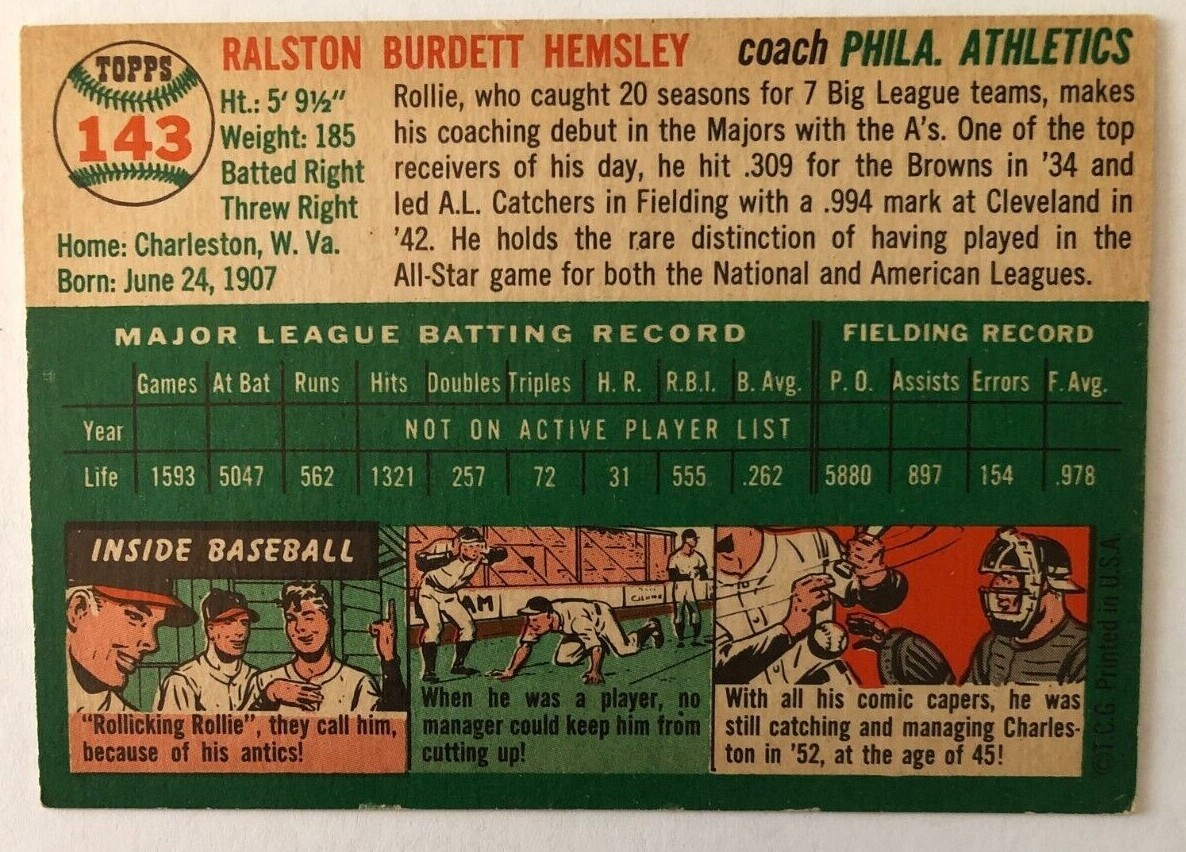 TOPPS
143
RALSTON BURDETT HEMSLEY coach PHILA. ATHLETICS
Ht.: 5' 9½"
Weight: 185
Batted Right
Threw Right
Home: Charleston, W. Va.
Born: June 24, 1907
Rollie, who caught 20 seasons for 7 Big League teams, makes
his coaching debut in the Majors with the A's. One of the top
receivers of his day, he hit .309 for the Browns in '34 and
led A.L. Catchers in Fielding with a .994 mark at Cleveland in
'42. He holds the rare distinction of having played in the
All-Star game for both the National and American Leagues.
MAJOR LEAGUE BATTING RECORD FIELDING RECORD
Games At Bat Runs Hits Doubles Triples H. R. R.B.I. B. Avg. P. O. Assists Errors F. Avg.
Year NOT ON ACTIVE PLAYER LIST
Life 1593 5047 562 1321 257 72 31 555 .262 5880 897 154 .978
INSIDE BASEBALL
"Rollicking Rollie", they call him,
because of his antics!
AM
When he was a player, no
manager could keep him from
cutting up!
With all his comic capers, he was
still catching and managing Charles-
ton in '52, at the age of 45!
©T.C.G. Printed in U.S.A.